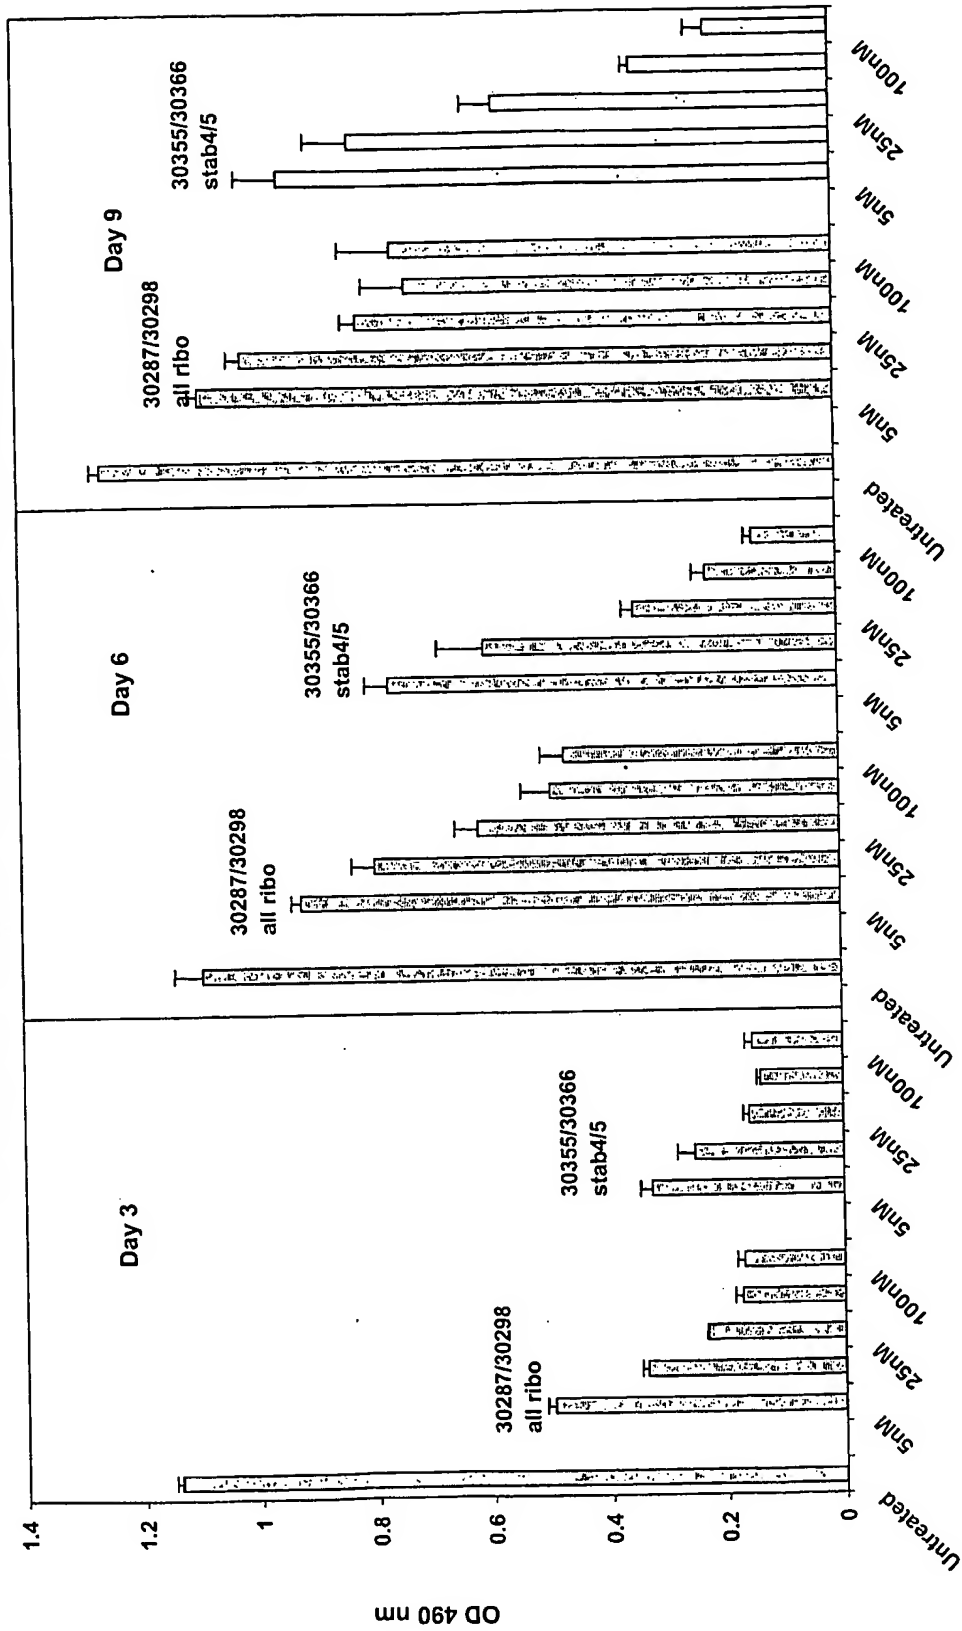 OD 490 nm
1.4
1.2
1
0.8
0.6
0.4
0.2
0
Day 3
30287/30298
all ribo
30355/30366
stab4/5
Untreated
5nM
25nM
100nM
5nM
25nM
100nM
Day 6
30287/30298
all ribo
30355/30366
stab4/5
Untreated
5nM
25nM
100nM
5nM
25nM
100nM
Day 9
30287/30298
all ribo
30355/30366
stab4/5
Untreated
5nM
25nM
100nM
5nM
25nM
100nM